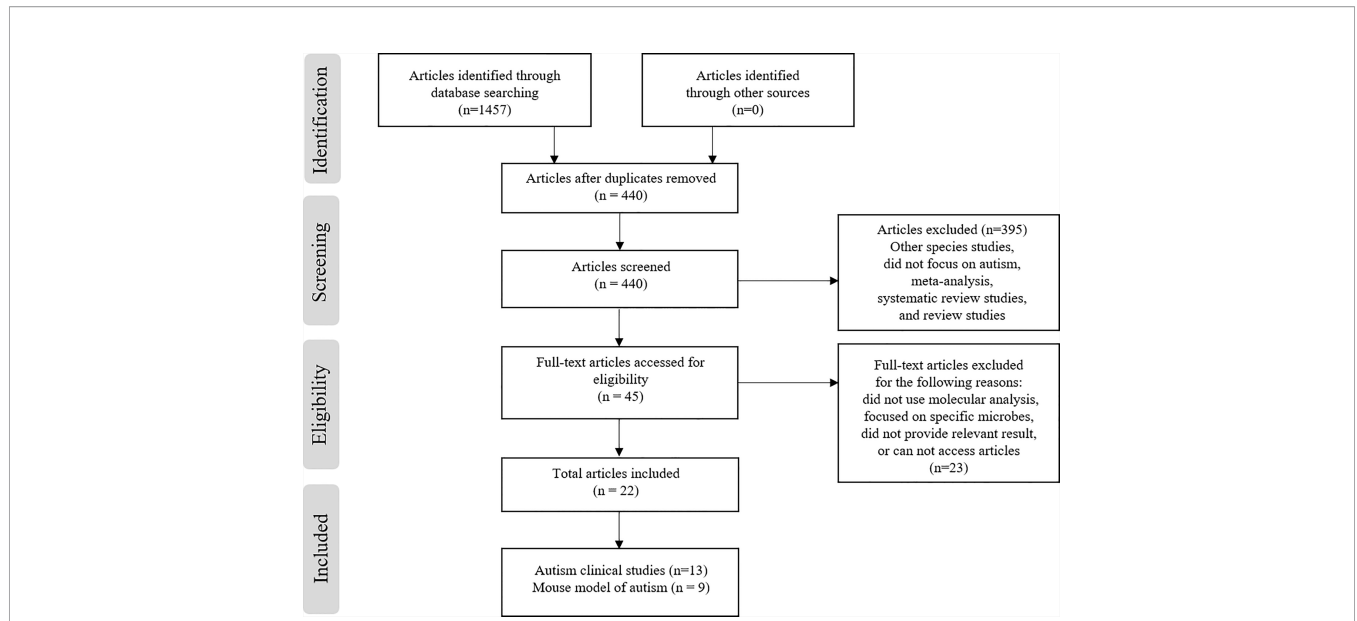 Identification
Articles identified through
database searching
(n=1457)
Articles identified
through other sources
(n=0)
Articles after duplicates removed
(n = 440)
Screening
Articles screened
(n = 440)
Articles excluded (n=395)
Other species studies,
did not focus on autism,
meta-analysis,
systematic review studies,
and review studies
Eligibility
Full-text articles accessed for
eligibility
(n = 45)
Full-text articles excluded
for the following reasons:
did not use molecular analysis,
focused on specific microbes,
did not provide relevant result,
or can not access articles
(n=23)
Total articles included
(n = 22)
Included
Autism clinical studies (n=13)
Mouse model of autism (n = 9)